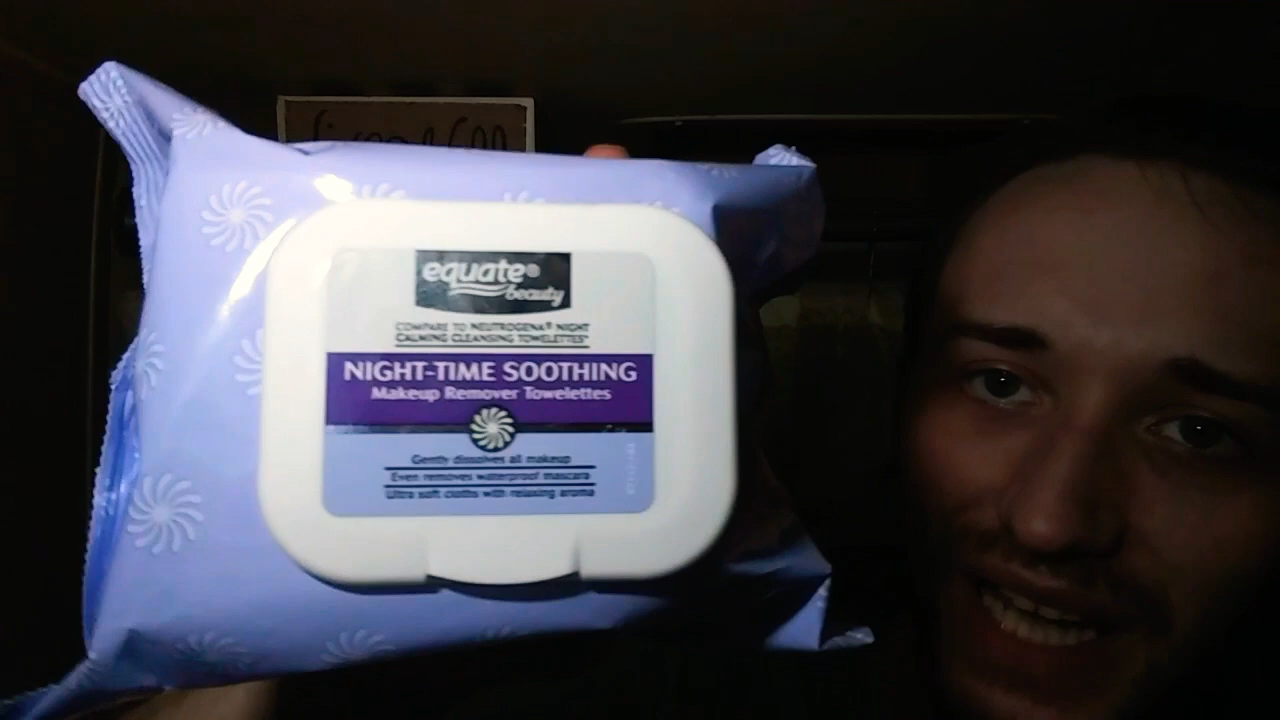 equate®
beauty
COMPARE TO NEUTROGENA® NIGHT
CALMING CLEANSING TOWELETTES™
NIGHT-TIME SOOTHING
Makeup Remover Towelettes
Gently dissolves all makeup
Even removes waterproof mascara
Ultra soft cloths with relaxing aroma